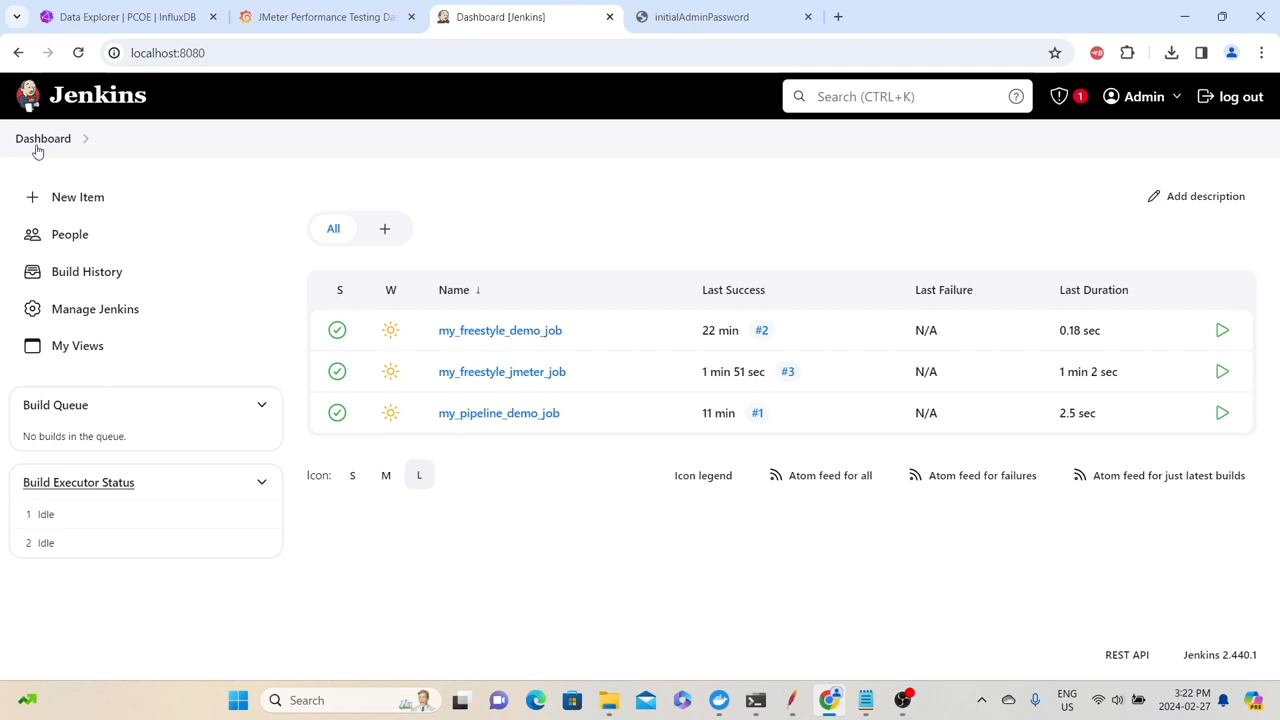 Data Explorer | PCOE | InfluxDB
JMeter Performance Testing Da
Dashboard [Jenkins]
initialAdminPassword
localhost:8080
Jenkins
Search (CTRL+K)
1
Admin
log out
Dashboard
New Item
People
Build History
Manage Jenkins
My Views
Build Queue
No builds in the queue.
Build Executor Status
1 Idle
2 Idle
Add description
All
S W Name ↓ Last Success Last Failure Last Duration
my_freestyle_demo_job 22 min #2 N/A 0.18 sec
my_freestyle_jmeter_job 1 min 51 sec #3 N/A 1 min 2 sec
my_pipeline_demo_job 11 min #1 N/A 2.5 sec
Icon: S M L
Icon legend Atom feed for all Atom feed for failures Atom feed for just latest builds
REST API Jenkins 2.440.1
Search
ENG
US
3:22 PM
2024-02-27
PRE